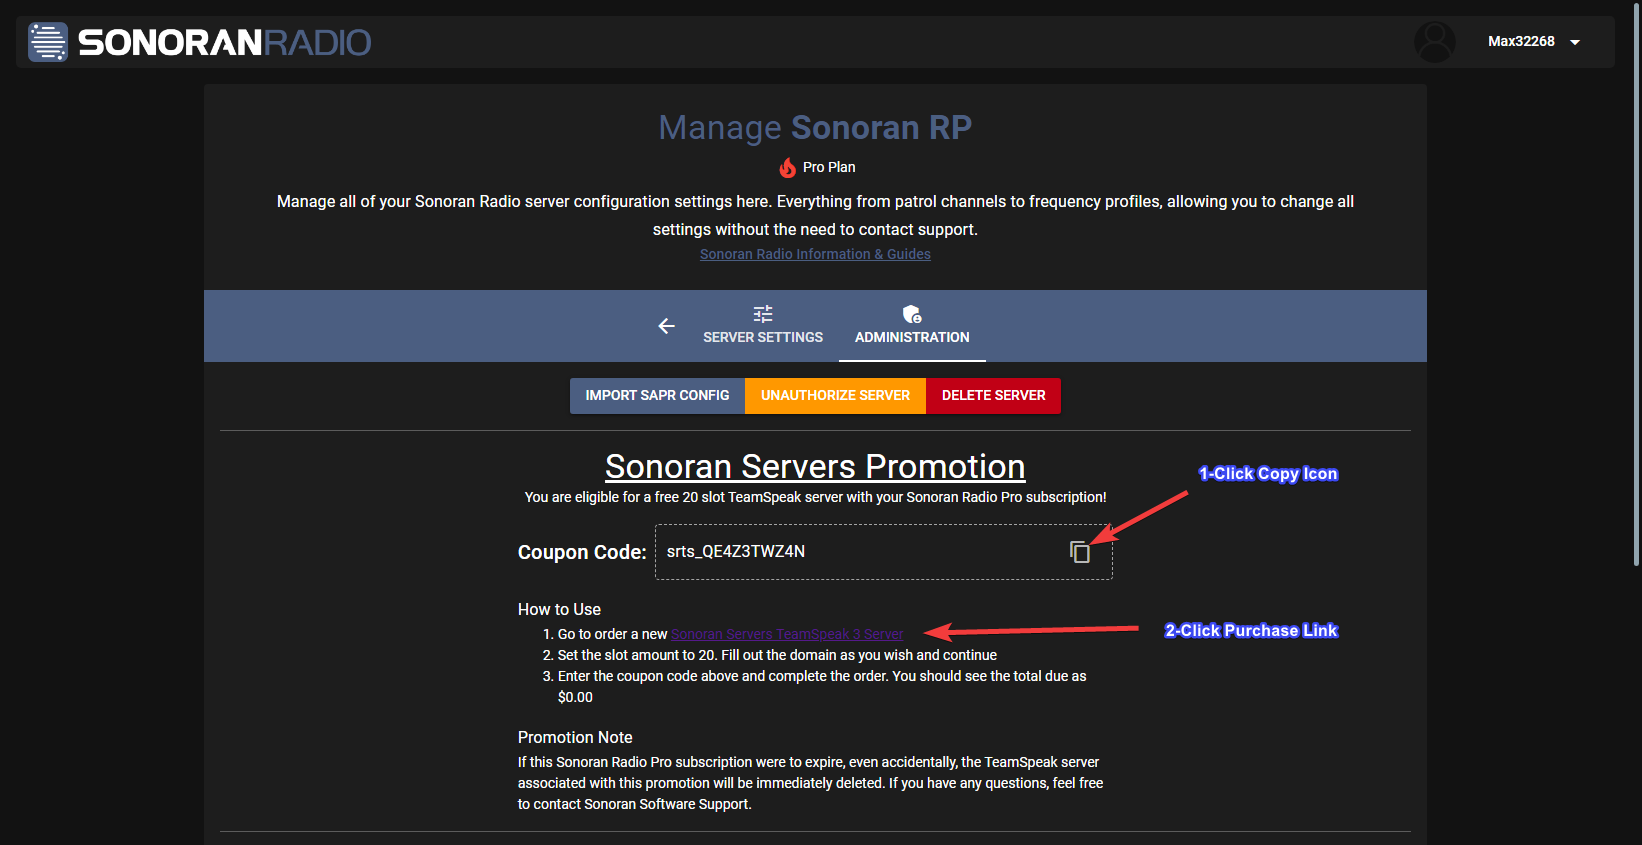 SONORANRADIO
Max32268
Manage Sonoran RP
Pro Plan
Manage all of your Sonoran Radio server configuration settings here. Everything from patrol channels to frequency profiles, allowing you to change all
settings without the need to contact support.
Sonoran Radio Information & Guides
SERVER SETTINGS
ADMINISTRATION
IMPORT SAPR CONFIG
UNAUTHORIZE SERVER
DELETE SERVER
Sonoran Servers Promotion
1-Click Copy Icon
You are eligible for a free 20 slot TeamSpeak server with your Sonoran Radio Pro subscription!
Coupon Code: srts_QE4Z3TWZ4N
How to Use
1. Go to order a new Sonoran Servers TeamSpeak 3 Server
2-Click Purchase Link
2. Set the slot amount to 20. Fill out the domain as you wish and continue
3. Enter the coupon code above and complete the order. You should see the total due as
$0.00
Promotion Note
If this Sonoran Radio Pro subscription were to expire, even accidentally, the TeamSpeak server
associated with this promotion will be immediately deleted. If you have any questions, feel free
to contact Sonoran Software Support.